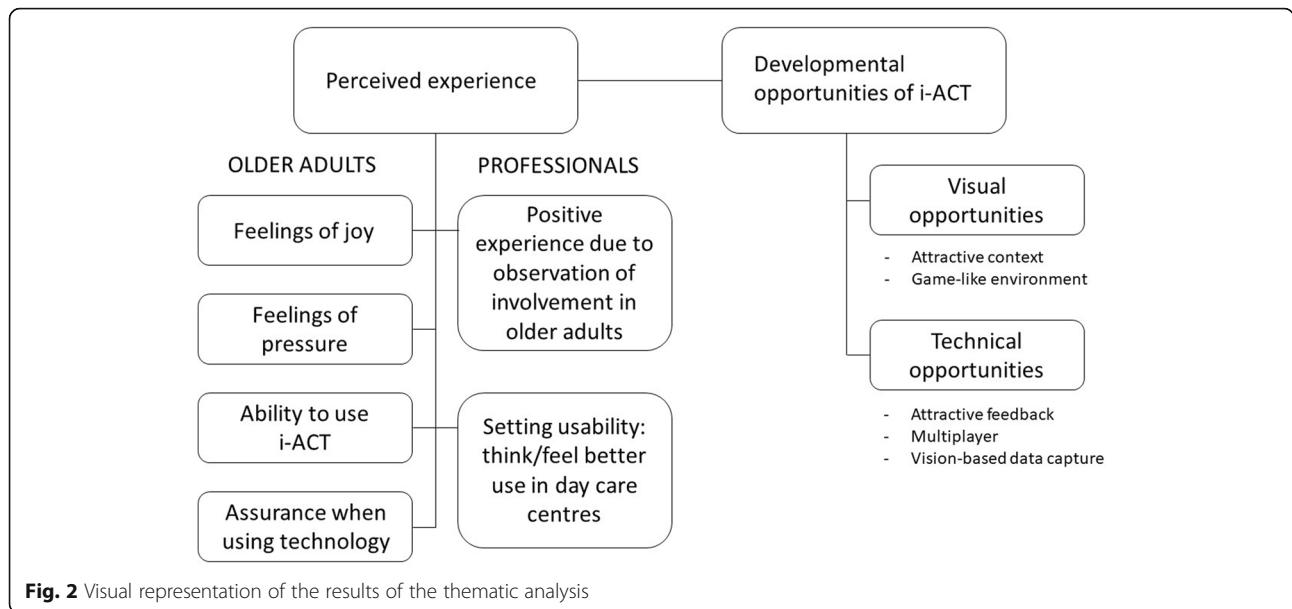 Perceived experience
Developmental
opportunities of i-ACT
OLDER ADULTS
Feelings of joy
Feelings of
pressure
Ability to use
i-ACT
Assurance when
using technology
PROFESSIONALS
Positive
experience due to
observation of
involvement in
older adults
Setting usability:
think/feel better
use in day care
centres
Visual
opportunities
- Attractive context
- Game-like environment
Technical
opportunities
- Attractive feedback
- Multiplayer
- Vision-based data capture
Fig. 2 Visual representation of the results of the thematic analysis